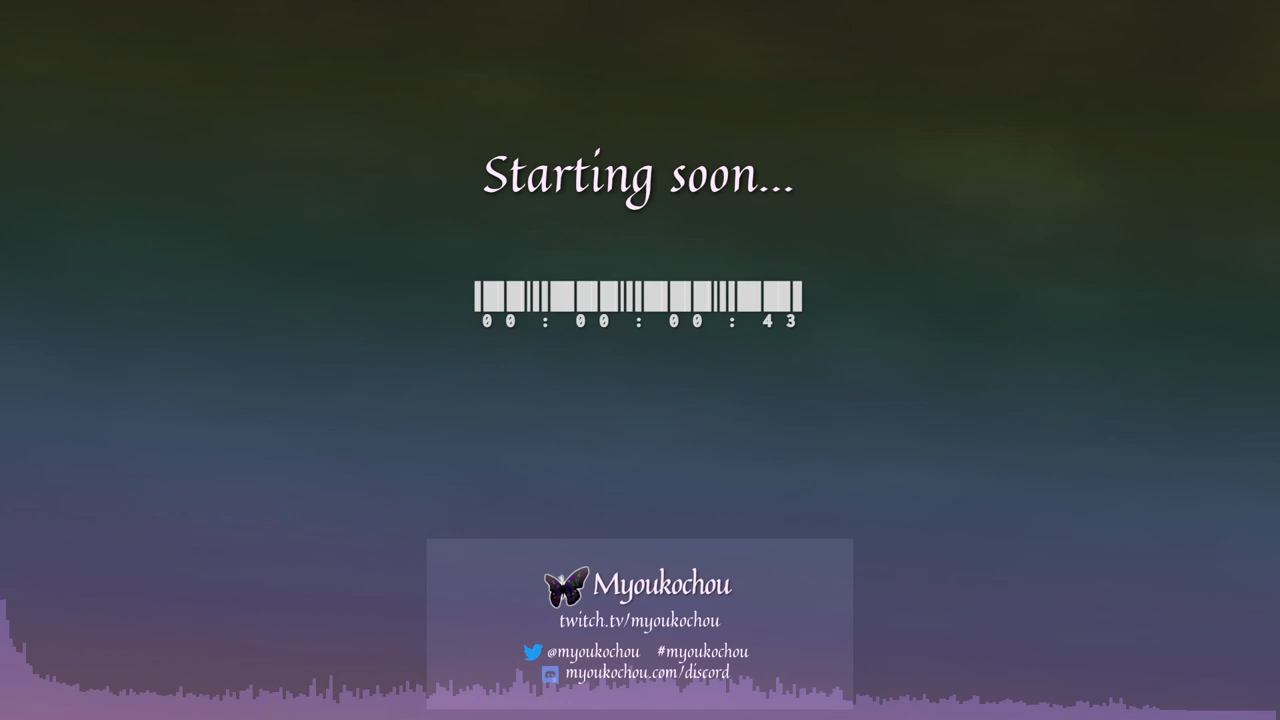 Starting soon...
00:00:00:43
Myoukochou
twitch.tv/myoukochou
@myoukochou #myoukochou
myoukochou.com/discord